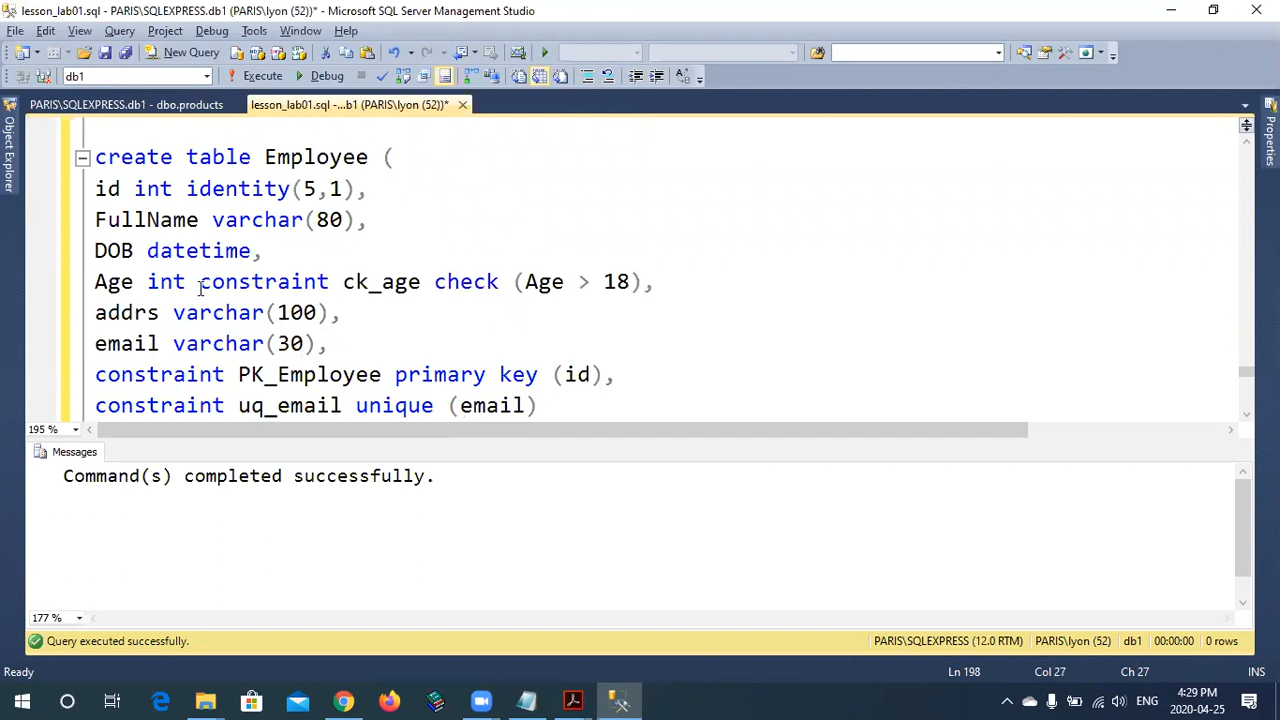 lesson_lab01.sql - PARIS\SQLEXPRESS.db1 (PARIS\lyon (52))* - Microsoft SQL Server Management Studio
File Edit View Query Project Debug Tools Window Help
New Query
db1 Execute Debug
PARIS\SQLEXPRESS.db1 - dbo.products lesson_lab01.sql -...b1 (PARIS\lyon (52))*
Object Explorer
Properties
create table Employee (
id int identity(5,1),
FullName varchar(80),
DOB datetime,
Age int constraint ck_age check (Age > 18),
addrs varchar(100),
email varchar(30),
constraint PK_Employee primary key (id),
constraint uq_email unique (email)
195 %
Messages
Command(s) completed successfully.
177 %
Query executed successfully. PARIS\SQLEXPRESS (12.0 RTM) PARIS\lyon (52) db1 00:00:00 0 rows
Ready Ln 198 Col 27 Ch 27 INS
ENG 4:29 PM
2020-04-25